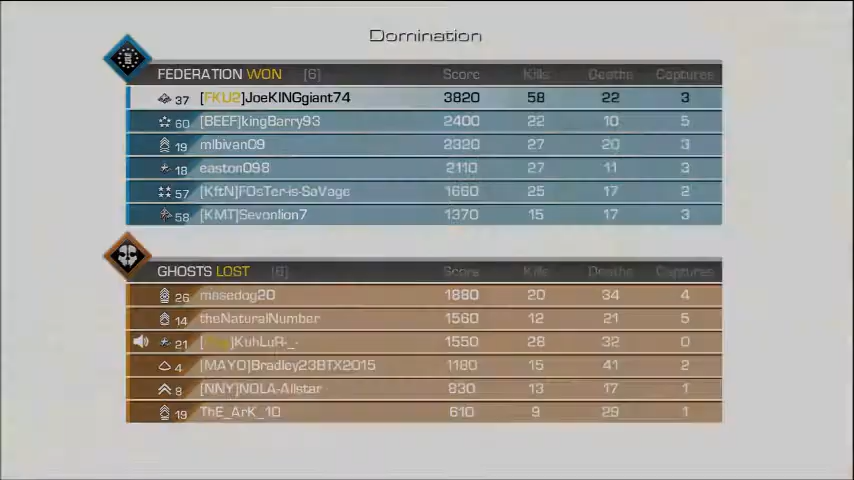 Domination
FEDERATION WON [6] Score Kills Deaths Captures
37 [FKU2]JoeKINGgiant74 3820 58 22 3
60 [BEEF]kingBarry93 2400 22 10 5
19 mlbivan09 2320 27 20 3
18 easton098 2110 27 11 3
57 [KftN]FOsTer-is-SaVage 1660 25 17 2
58 [KMT]Sevonlion7 1370 15 17 3
GHOSTS LOST [6] Score Kills Deaths Captures
26 masedog20 1880 20 34 4
14 theNaturalNumber 1560 12 21 5
21 KuhLuR-_- 1550 28 32 0
4 [MAYO]Bradley23BTX2015 1180 15 41 2
8 [NNY]NOLA-Allstar 830 13 17 1
19 ThE_ArK_10 610 9 29 1